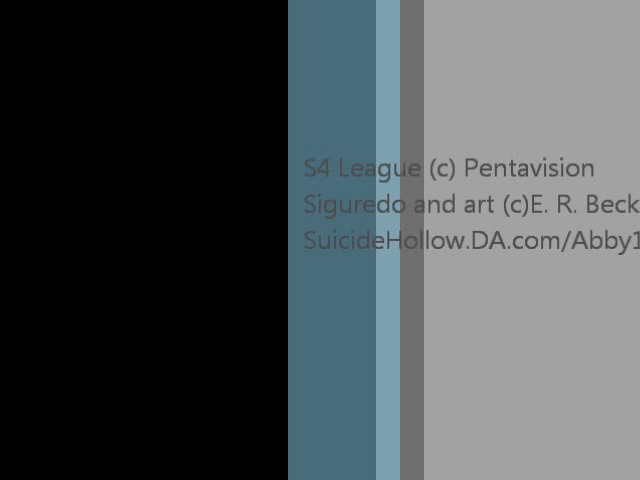 S4 League (c) Pentavision
Siguredo and art (c)E. R. Beck
SuicideHollow.DA.com/Abby1